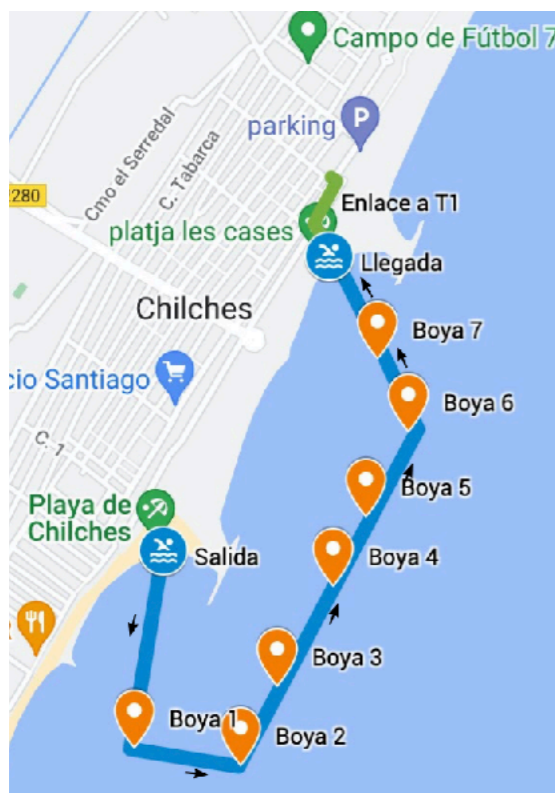 Campo de Fútbol 7
parking
P
Cmo el Serredal
C. Tabarca
280
Enlace a T1
platja les cases
Llegada
Chilches
Boya 7
cio Santiago
Boya 6
C. 1
Boya 5
Playa de
Chilches
Salida
Boya 4
Boya 3
Boya 1
Boya 2